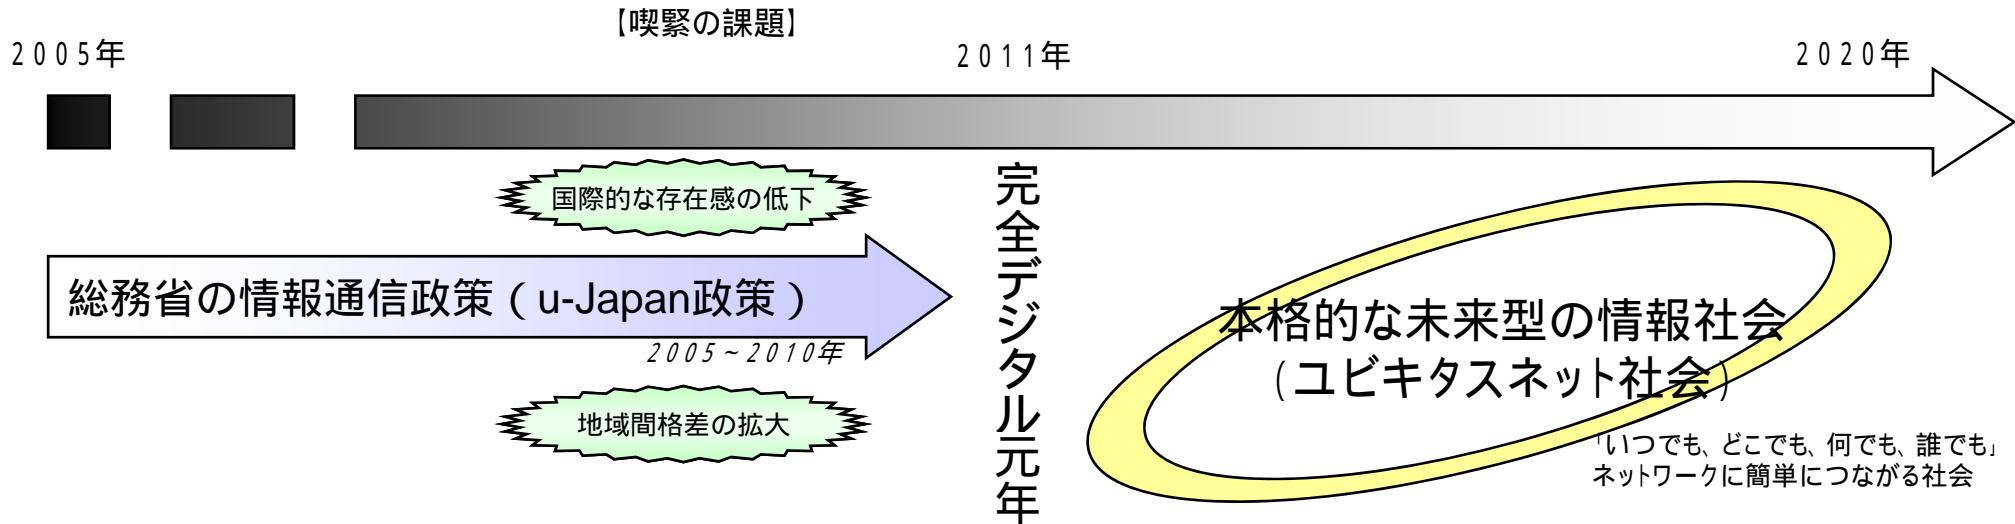 【喫緊の課題】
2005年
2011年
2020年
国際的な存在感の低下
総務省の情報通信政策（u-Japan政策）
2005～2010年
地域間格差の拡大
完全デジタル元年
本格的な未来型の情報社会
（ユビキタスネット社会）
「いつでも、どこでも、何でも、誰でも」
ネットワークに簡単につながる社会